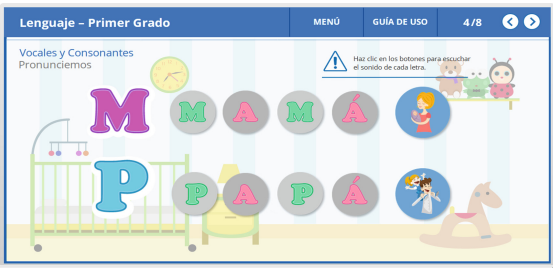 Lenguaje – Primer Grado
MENÚ
GUÍA DE USO
4/8
Vocales y Consonantes
Pronunciemos
Haz clic en los botones para escuchar
el sonido de cada letra.
M M A M Á
P P A P Á